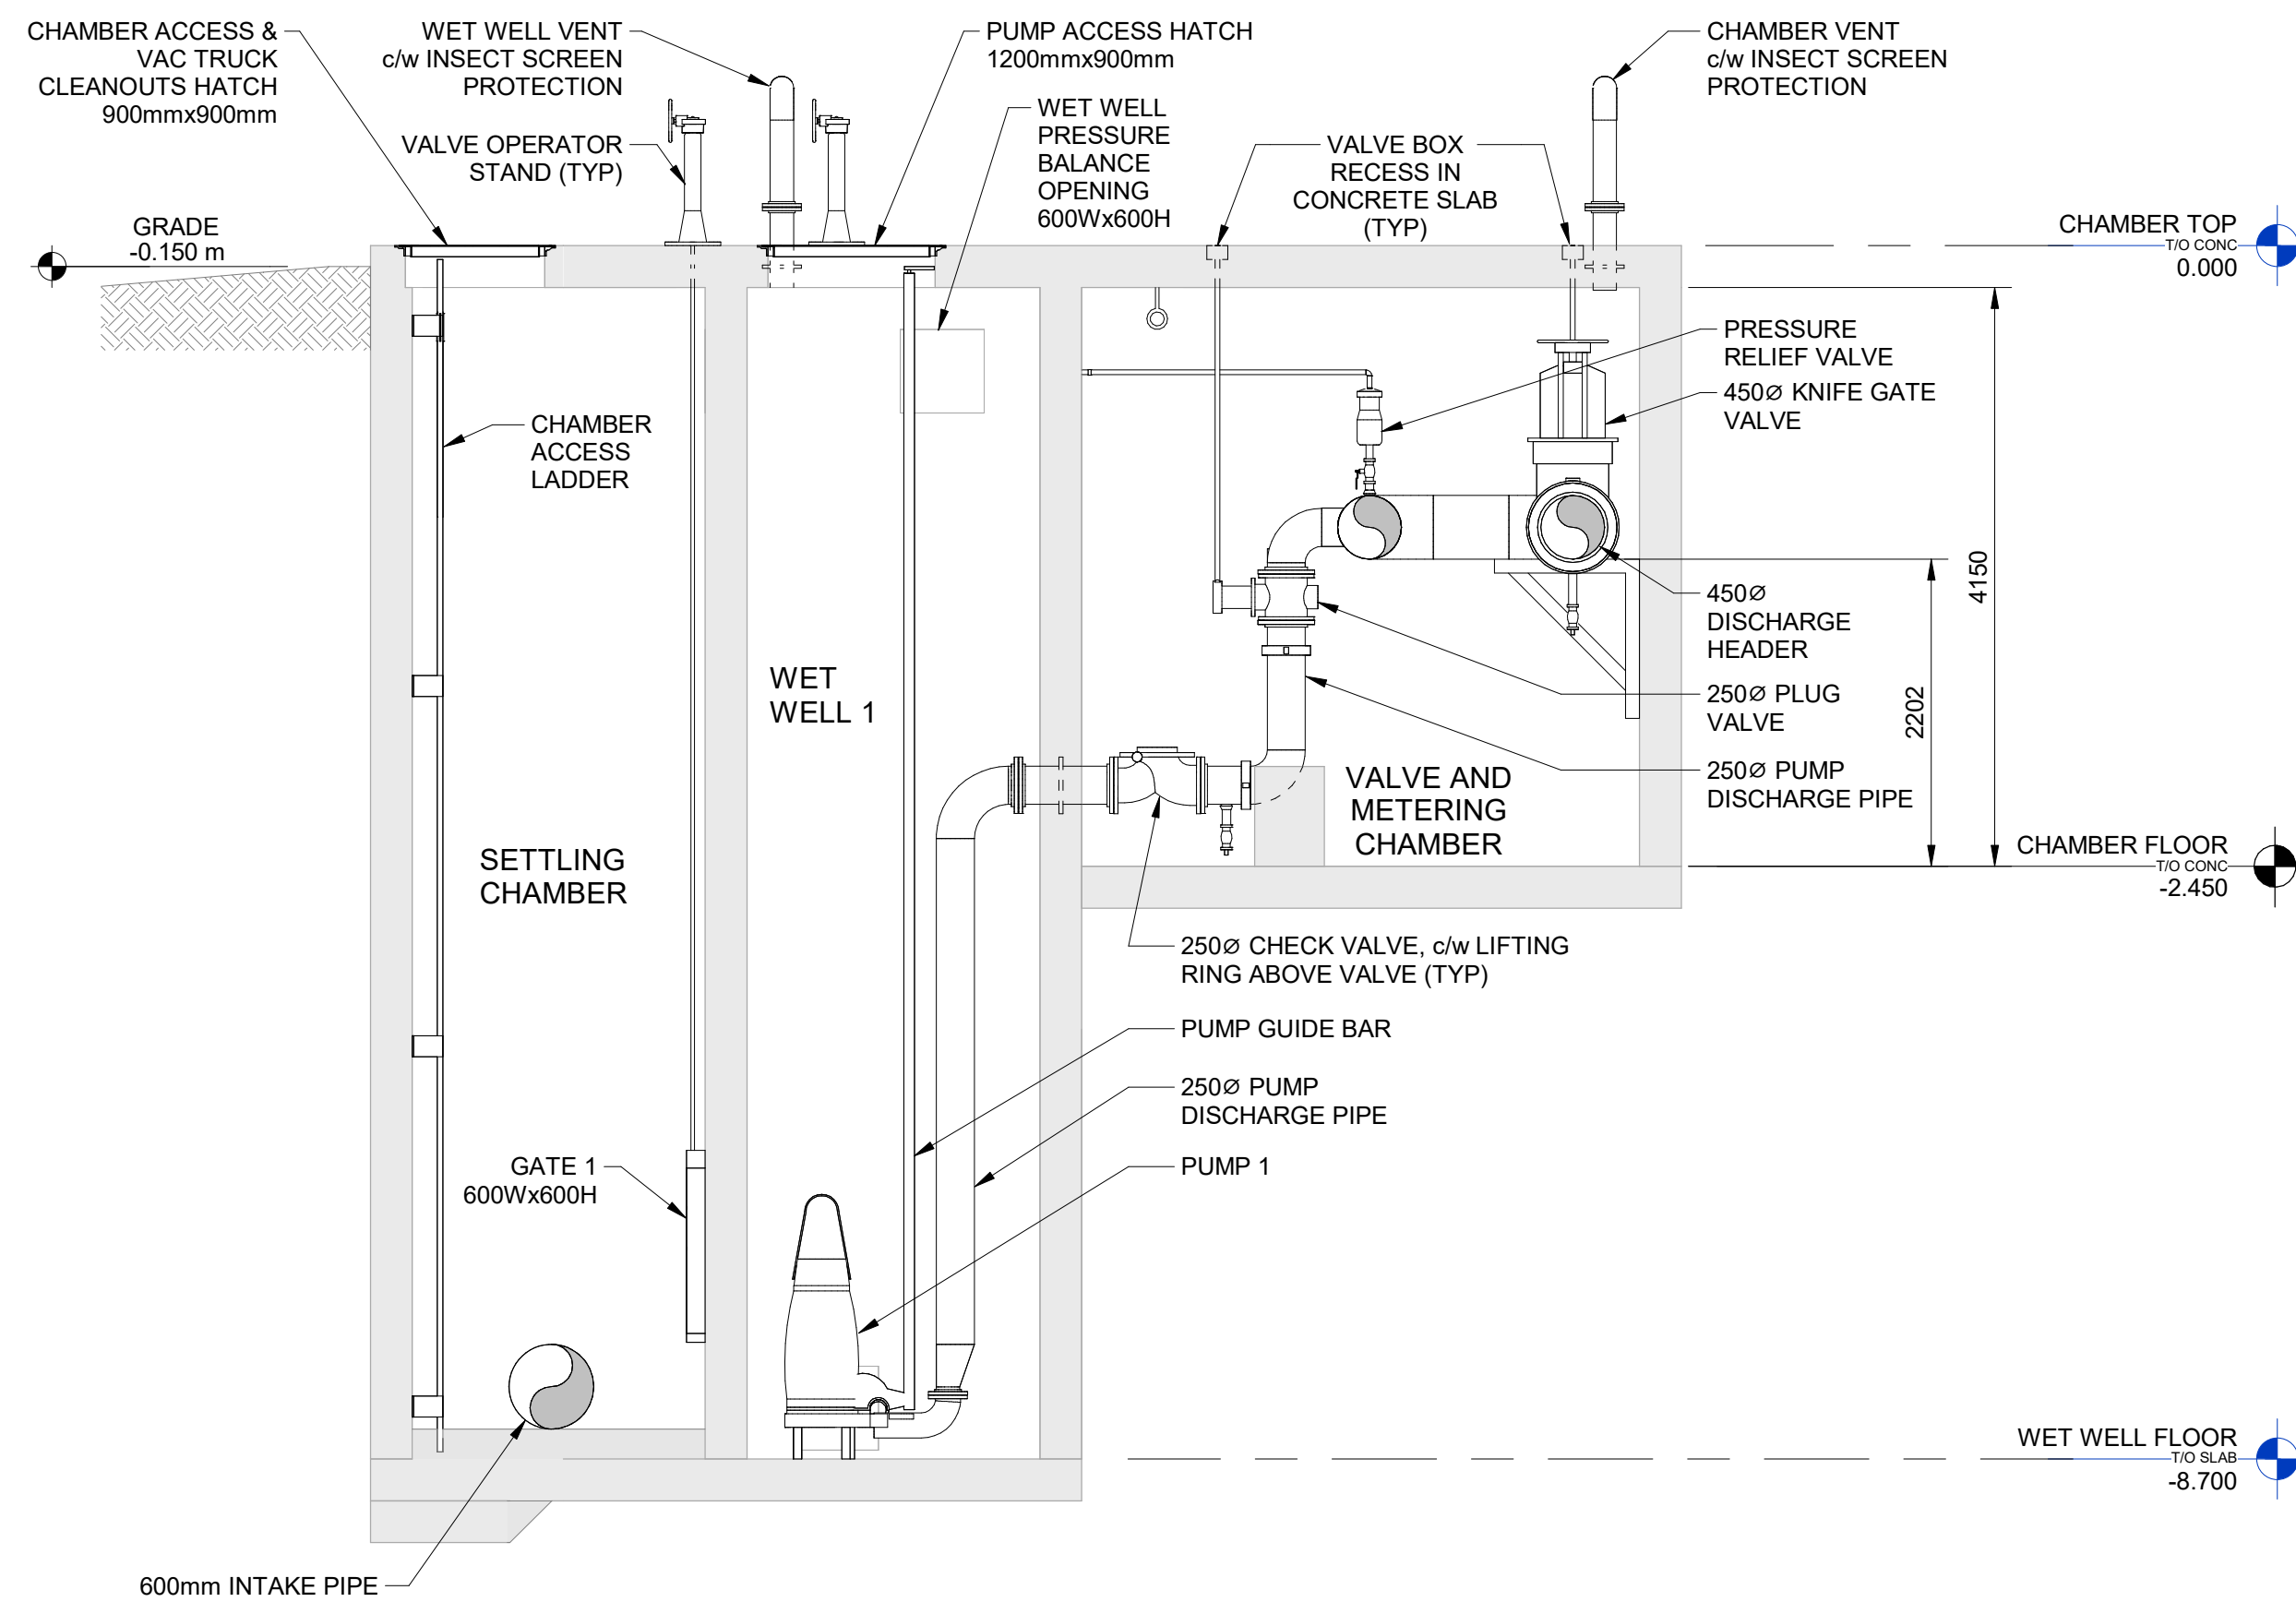 CHAMBER ACCESS &
VAC TRUCK
CLEANOUTS HATCH
900mmx900mm
WET WELL VENT
c/w INSECT SCREEN
PROTECTION
VALVE OPERATOR
STAND (TYP)
PUMP ACCESS HATCH
1200mmx900mm
WET WELL
PRESSURE
BALANCE
OPENING
600Wx600H
VALVE BOX
RECESS IN
CONCRETE SLAB
(TYP)
CHAMBER VENT
c/w INSECT SCREEN
PROTECTION
GRADE
-0.150 m
CHAMBER TOP
T/O CONC
0.000
PRESSURE
RELIEF VALVE
450⌀ KNIFE GATE
VALVE
CHAMBER
ACCESS
LADDER
4150
450⌀
DISCHARGE
HEADER
WET
WELL 1
250⌀ PLUG
VALVE
2202
250⌀ PUMP
DISCHARGE PIPE
VALVE AND
METERING
CHAMBER
SETTLING
CHAMBER
CHAMBER FLOOR
T/O CONC
-2.450
250⌀ CHECK VALVE, c/w LIFTING
RING ABOVE VALVE (TYP)
PUMP GUIDE BAR
250⌀ PUMP
DISCHARGE PIPE
GATE 1
600Wx600H
PUMP 1
WET WELL FLOOR
T/O SLAB
-8.700
600mm INTAKE PIPE